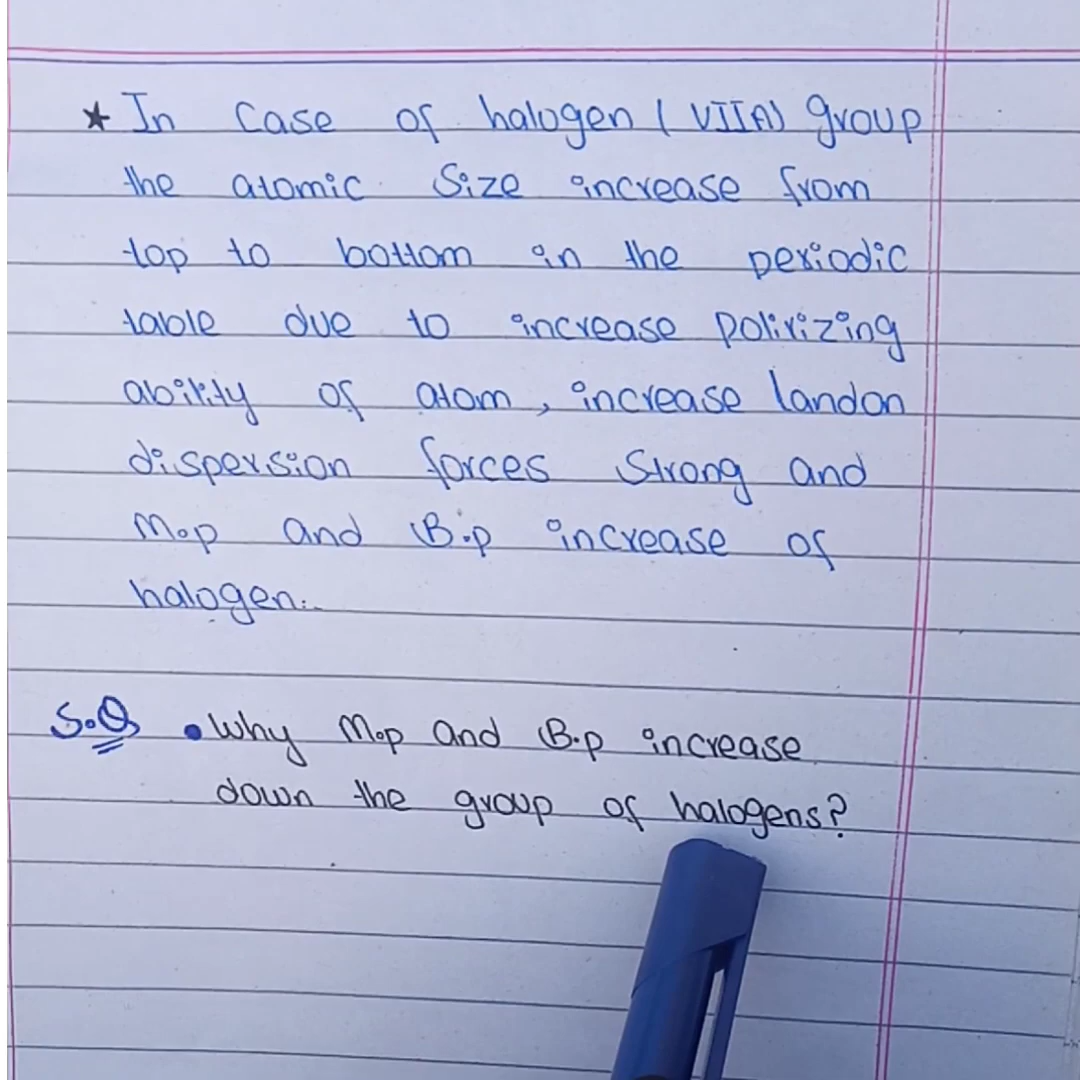 ★ In Case of halogen (VIIA) group
the atomic Size increase from
top to bottom in the periodic
table due to increase polirizing
ability of atom, increase landon
dispersion forces Strong and
M.p and B.p increase of
halogen.
S.Q • Why M.p and B.p increase
down the group of halogens?